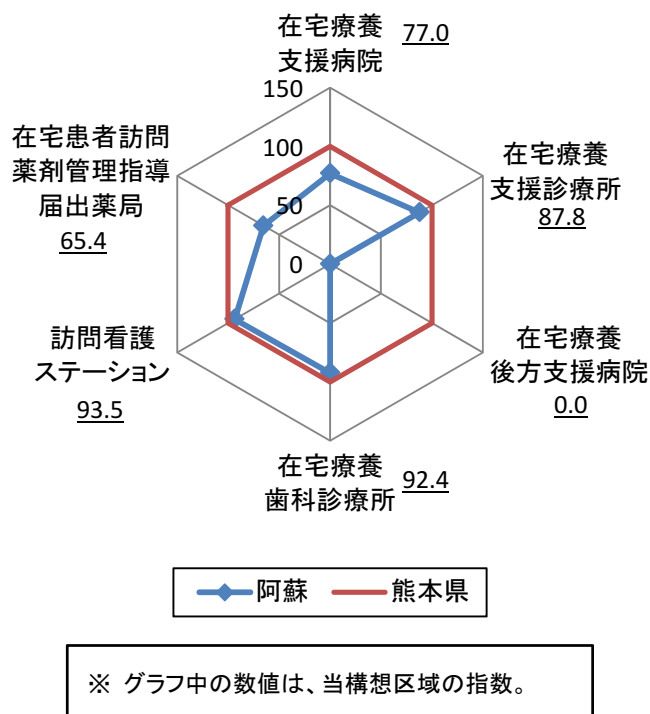 在宅療養
支援病院
77.0
150
100
50
0
在宅療養
支援診療所
87.8
在宅療養
後方支援病院
0.0
在宅療養
歯科診療所
92.4
訪問看護
ステーション
93.5
在宅患者訪問
薬剤管理指導
届出薬局
65.4
阿蘇 熊本県
※ グラフ中の数値は、当構想区域の指数。